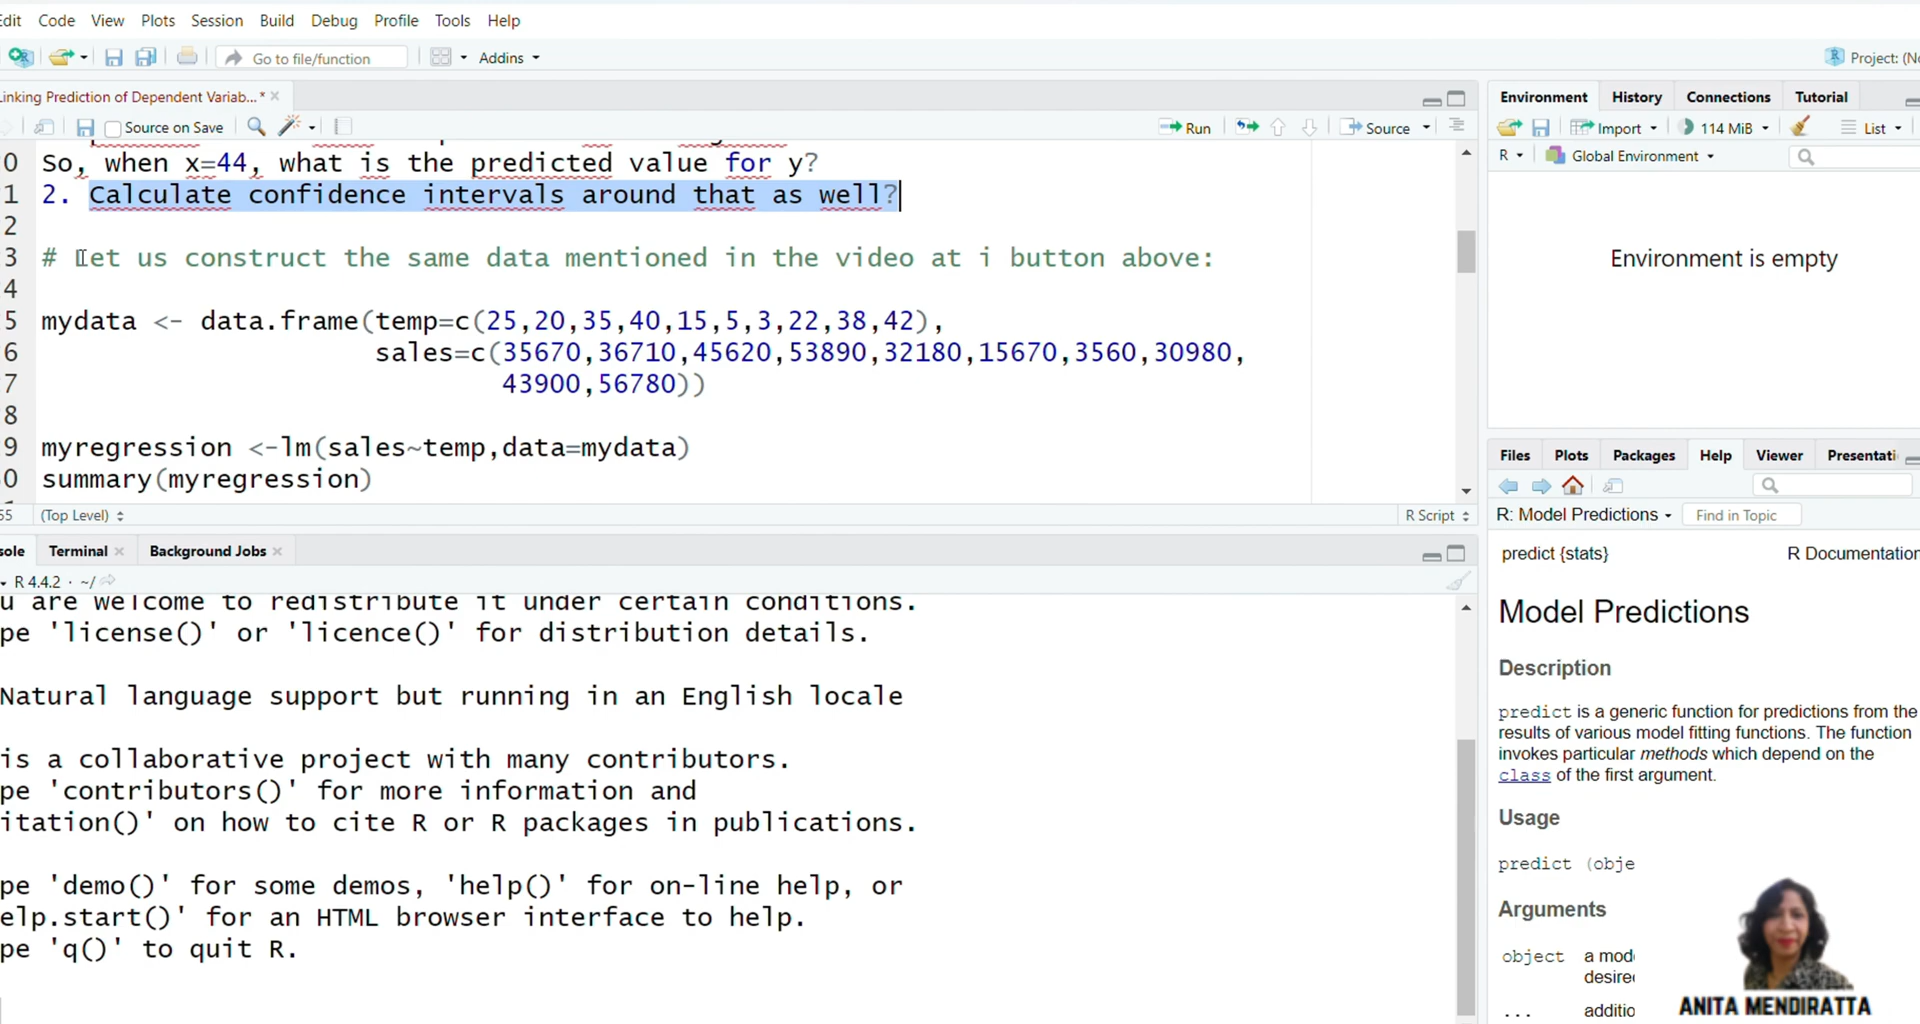 Edit Code View Plots Session Build Debug Profile Tools Help
Go to file/function Addins Project: (No
Linking Prediction of Dependent Variab...*
Source on Save Run Source
0 So, when x=44, what is the predicted value for y?
1 2. Calculate confidence intervals around that as well?
2
3 # Let us construct the same data mentioned in the video at i button above:
4
5 mydata <- data.frame(temp=c(25,20,35,40,15,5,3,22,38,42),
6 sales=c(35670,36710,45620,53890,32180,15670,3560,30980,
7 43900,56780))
8
9 myregression <-lm(sales~temp,data=mydata)
0 summary(myregression)
55 (Top Level) R Script
sole Terminal Background Jobs
R 4.4.2 · ~/
u are welcome to redistribute it under certain conditions.
pe 'license()' or 'licence()' for distribution details.
Natural language support but running in an English locale
is a collaborative project with many contributors.
pe 'contributors()' for more information and
itation()' on how to cite R or R packages in publications.
pe 'demo()' for some demos, 'help()' for on-line help, or
elp.start()' for an HTML browser interface to help.
pe 'q()' to quit R.
Environment History Connections Tutorial
Import 114 MiB List
R Global Environment
Environment is empty
Files Plots Packages Help Viewer Presentati
R: Model Predictions Find in Topic
predict {stats} R Documentation
Model Predictions
Description
predict is a generic function for predictions from the
results of various model fitting functions. The function
invokes particular methods which depend on the
class of the first argument.
Usage
predict (obje
Arguments
object a mod
desire
... additio
ANITA MENDIRATTA